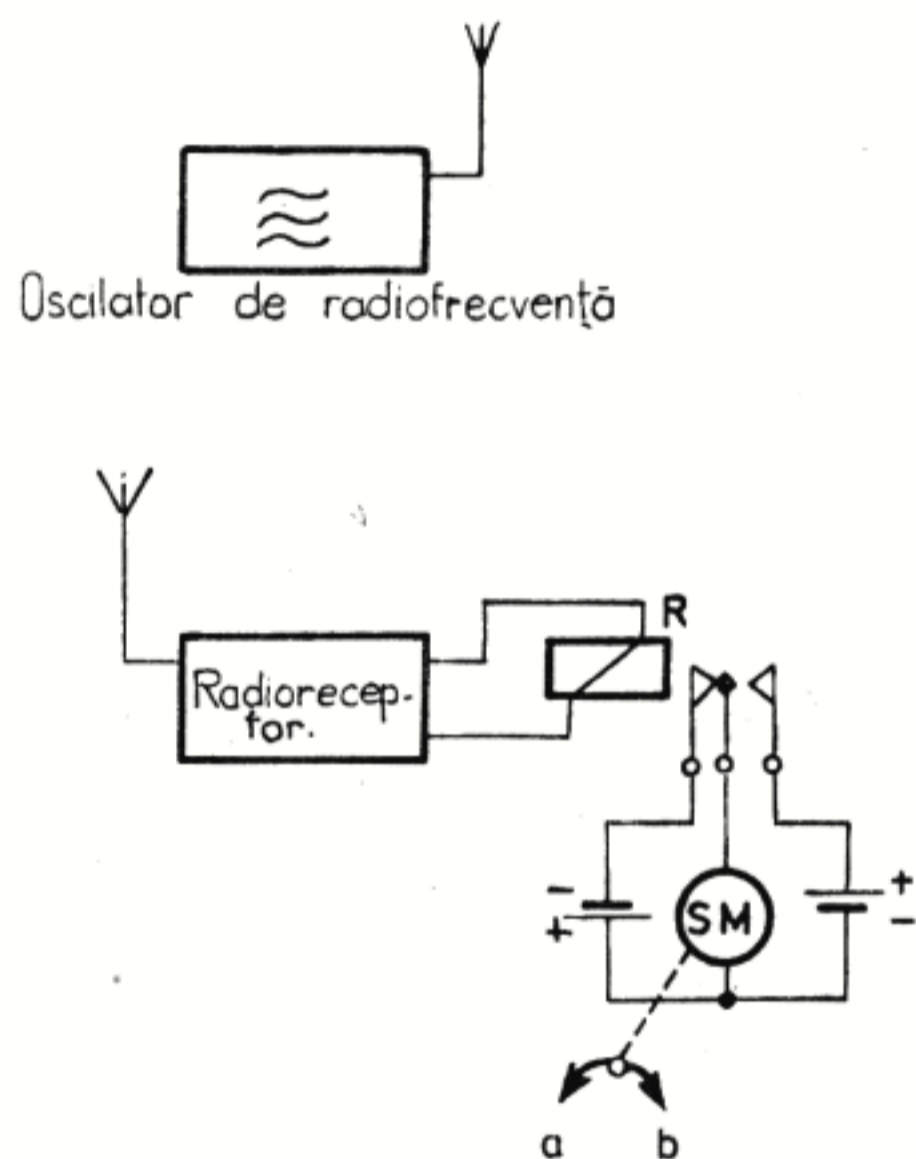 Oscilator de radiofrecvență
R
Radiorecep-
tor.
-
+
SM
+
-
a b